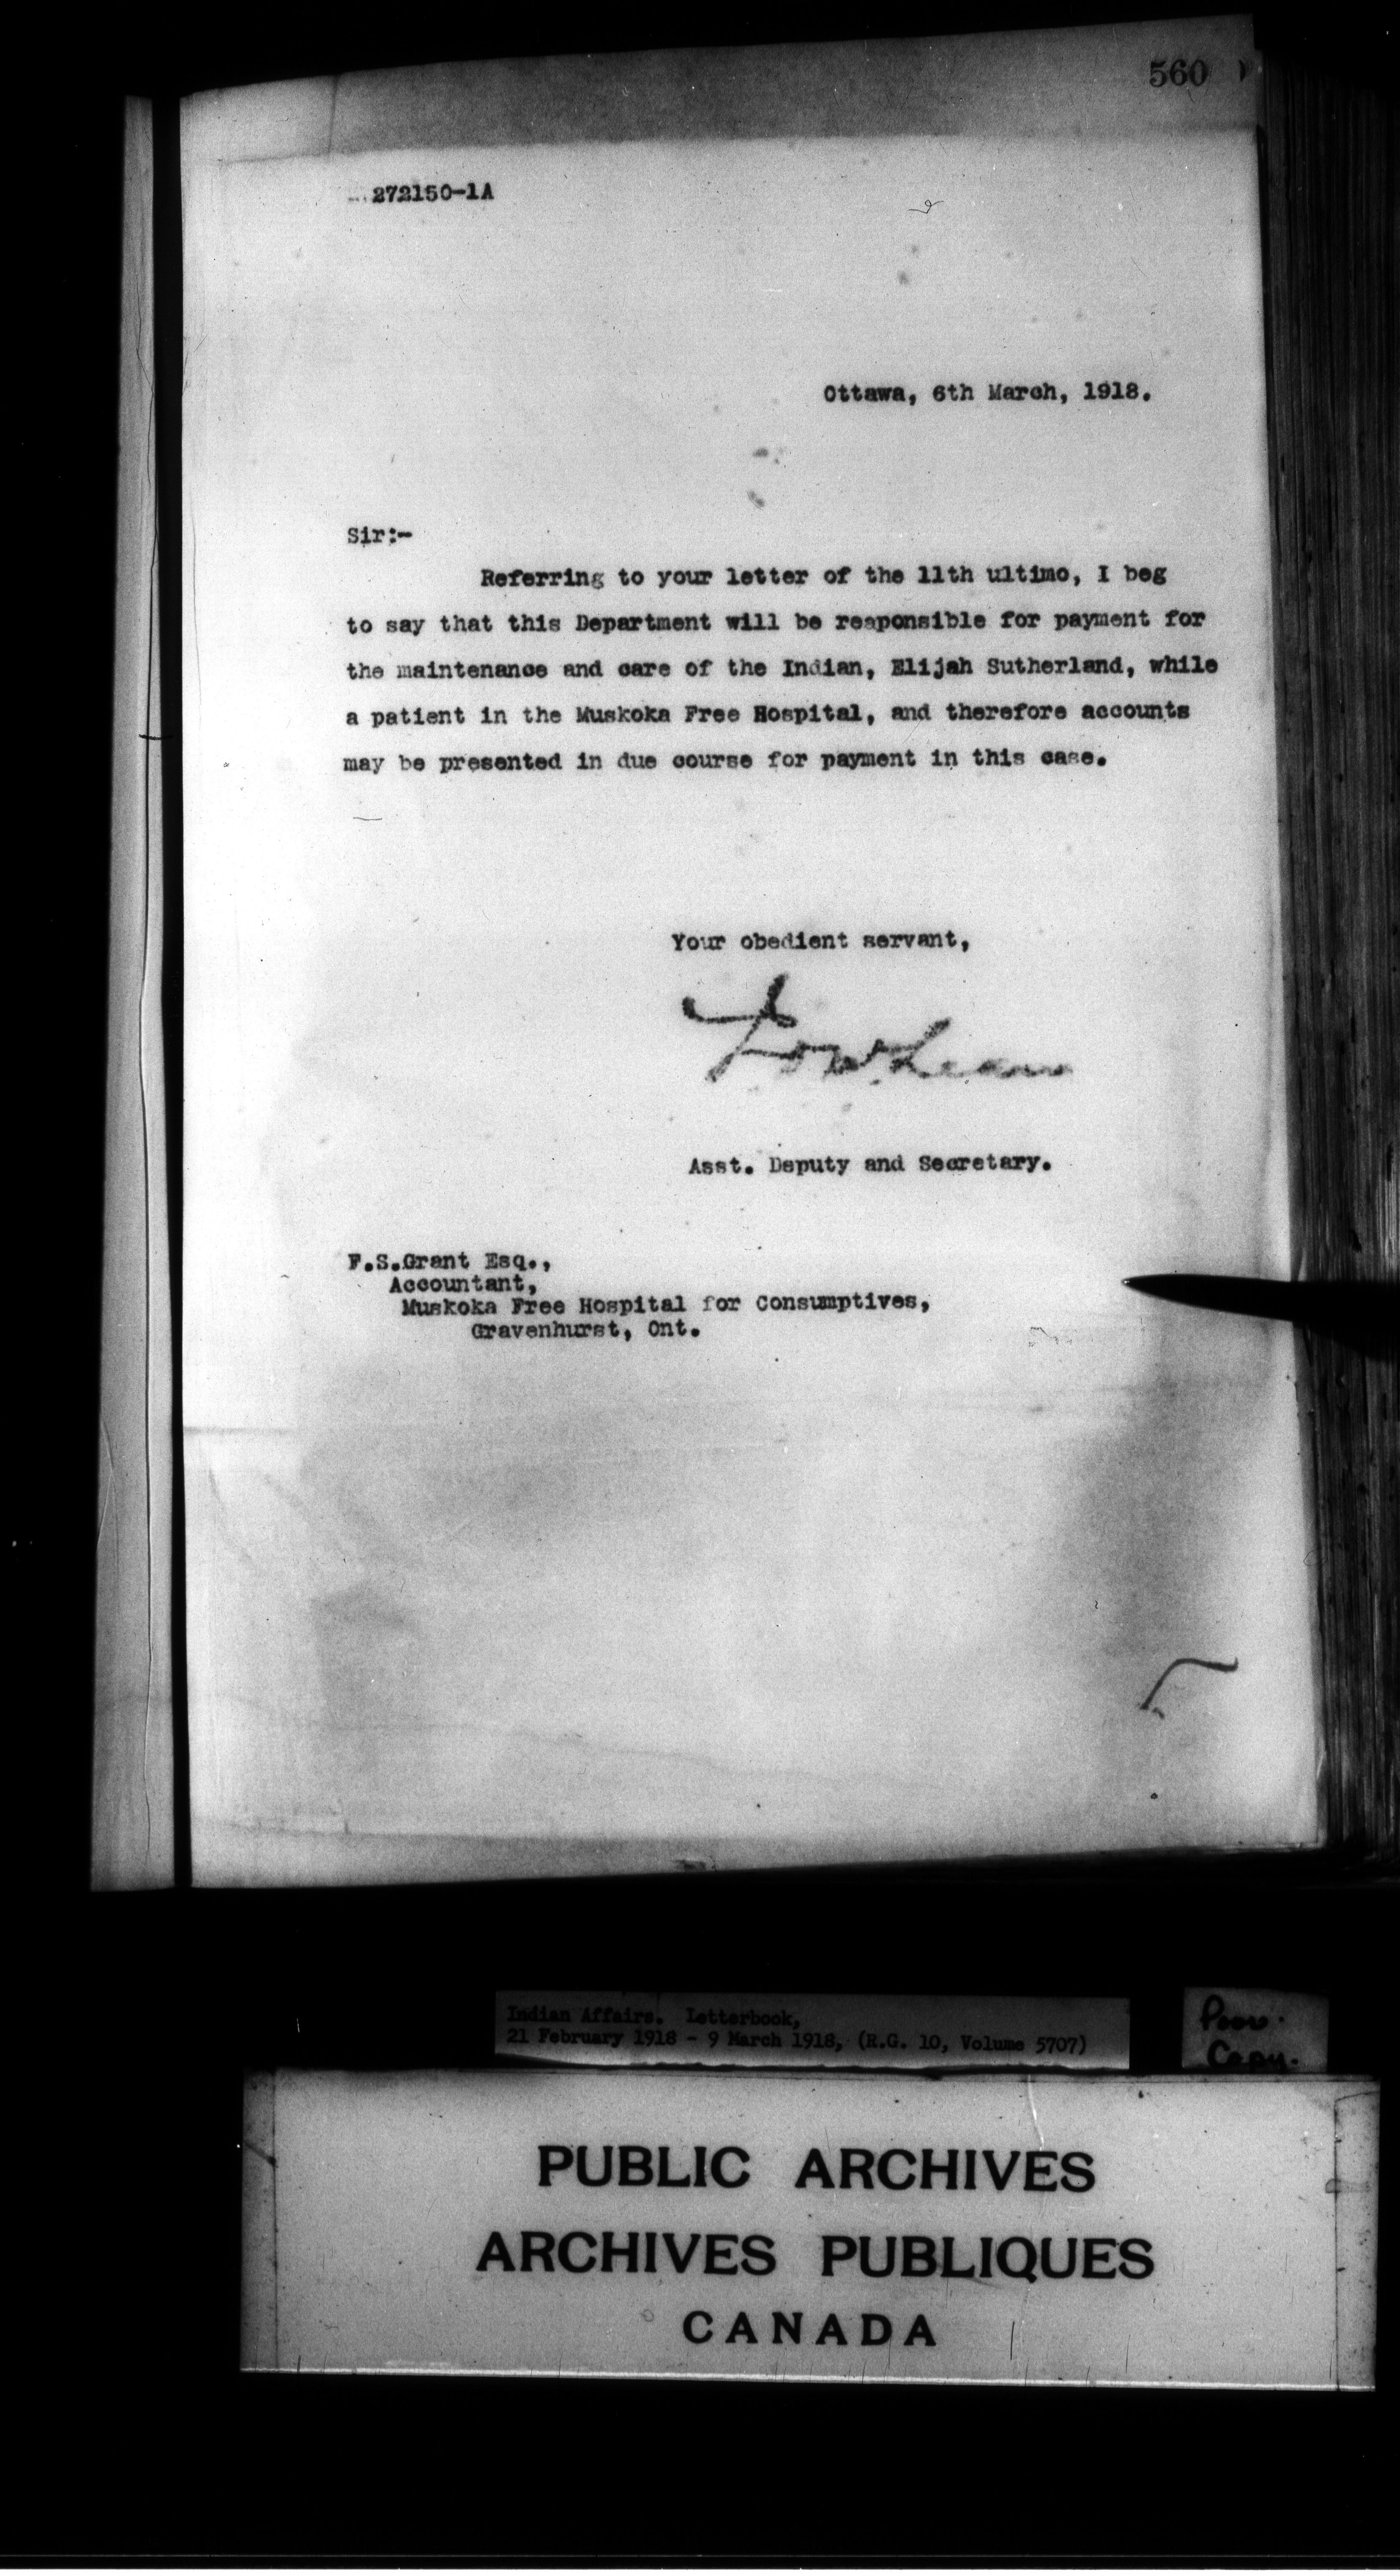 560
272150-1A
Ottawa, 6th March, 1918.
Sir:-
Referring to your letter of the 11th ultimo, I beg
to say that this Department will be responsible for payment for
the maintenance and care of the Indian, Elijah Sutherland, while
a patient in the Muskoka Free Hospital, and therefore accounts
may be presented in due course for payment in this case.
Your obedient servant,
Asst. Deputy and Secretary.
F.S.Grant Esq.,
Accountant,
Muskoka Free Hospital for Consumptives,
Gravenhurst, Ont.
Indian Affairs. Letterbook,
21 February 1918 - 9 March 1918, (R.G. 10, Volume 5707)
Poor.
Copy.
PUBLIC ARCHIVES
ARCHIVES PUBLIQUES
CANADA